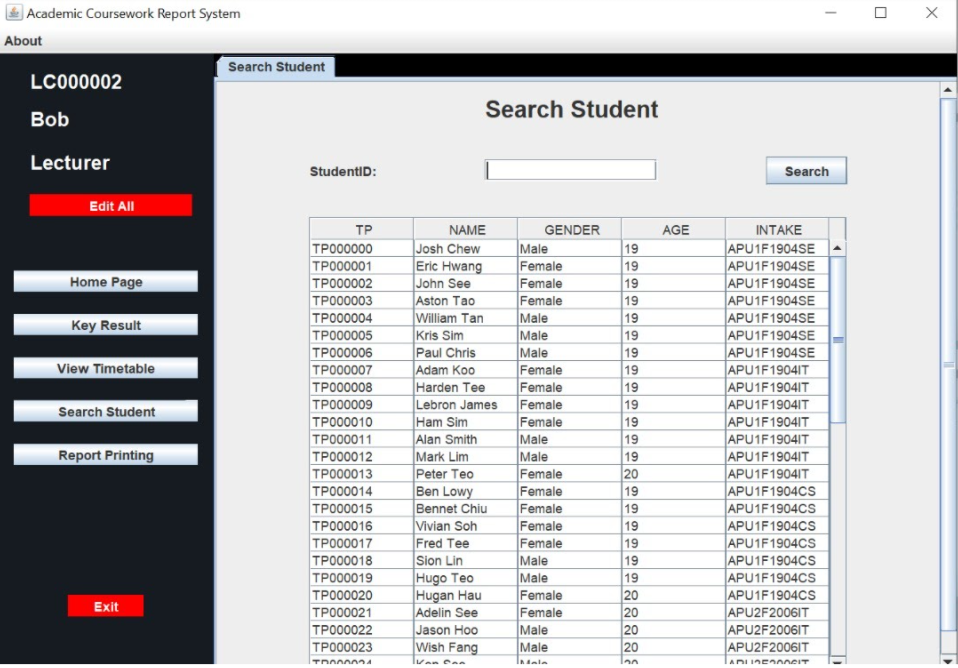 Academic Coursework Report System
About
LC000002
Bob
Lecturer
Edit All
Home Page
Key Result
View Timetable
Search Student
Report Printing
Exit
Search Student
Search Student
StudentID:
Search
TP NAME GENDER AGE INTAKE
TP000000 Josh Chew Male 19 APU1F1904SE
TP000001 Eric Hwang Female 19 APU1F1904SE
TP000002 John See Female 19 APU1F1904SE
TP000003 Aston Tao Female 19 APU1F1904SE
TP000004 William Tan Male 19 APU1F1904SE
TP000005 Kris Sim Male 19 APU1F1904SE
TP000006 Paul Chris Male 19 APU1F1904SE
TP000007 Adam Koo Female 19 APU1F1904IT
TP000008 Harden Tee Female 19 APU1F1904IT
TP000009 Lebron James Female 19 APU1F1904IT
TP000010 Ham Sim Female 19 APU1F1904IT
TP000011 Alan Smith Male 19 APU1F1904IT
TP000012 Mark Lim Male 19 APU1F1904IT
TP000013 Peter Teo Female 20 APU1F1904IT
TP000014 Ben Lowy Female 19 APU1F1904CS
TP000015 Bennet Chiu Female 19 APU1F1904CS
TP000016 Vivian Soh Female 19 APU1F1904CS
TP000017 Fred Tee Female 19 APU1F1904CS
TP000018 Sion Lin Male 19 APU1F1904CS
TP000019 Hugo Teo Male 19 APU1F1904CS
TP000020 Hugan Hau Female 20 APU1F1904CS
TP000021 Adelin See Female 20 APU2F2006IT
TP000022 Jason Hoo Male 20 APU2F2006IT
TP000023 Wish Fang Male 20 APU2F2006IT